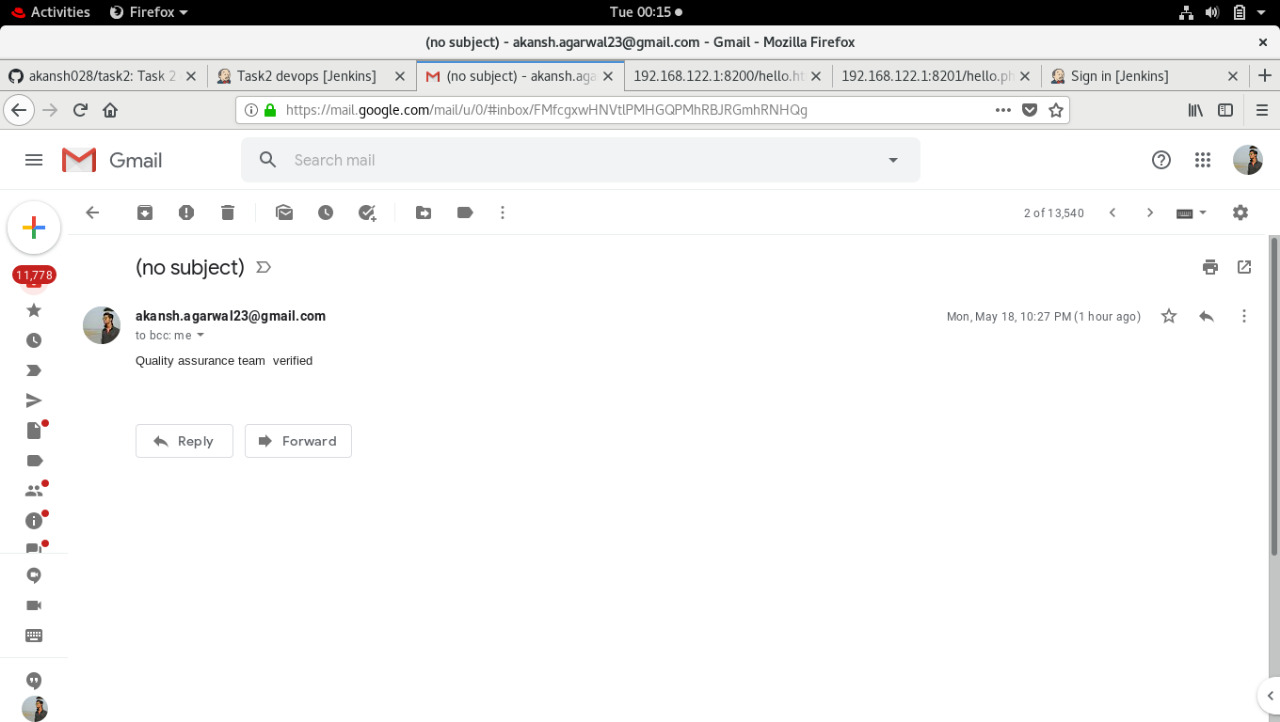 Activities Firefox Tue 00:15
(no subject) - akansh.agarwal23@gmail.com - Gmail - Mozilla Firefox
akansh028/task2: Task 2 Task2 devops [Jenkins] (no subject) - akansh.aga 192.168.122.1:8200/hello.ht 192.168.122.1:8201/hello.ph Sign in [Jenkins]
https://mail.google.com/mail/u/0/#inbox/FMfcgxwHNVtlPMHGQPMhRBJRGmhRNHQg
Gmail Search mail
2 of 13,540
11,778
(no subject)
akansh.agarwal23@gmail.com Mon, May 18, 10:27 PM (1 hour ago)
to bcc: me
Quality assurance team  verified
Reply Forward